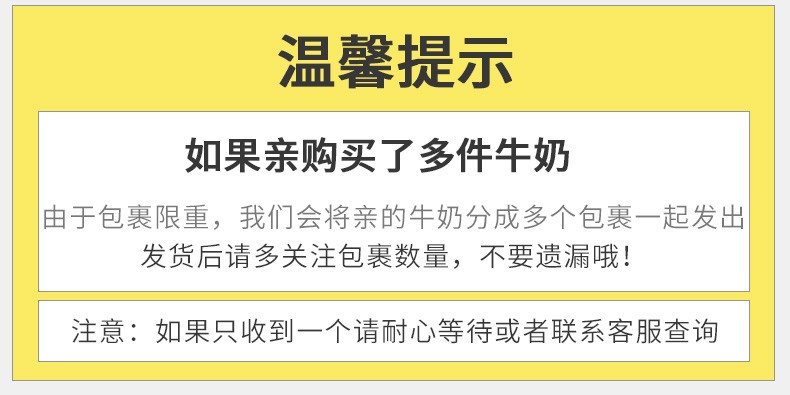 温馨提示
如果亲购买了多件牛奶
由于包裹限重，我们会将亲的牛奶分成多个包裹一起发出
发货后请多关注包裹数量，不要遗漏哦！
注意：如果只收到一个请耐心等待或者联系客服查询